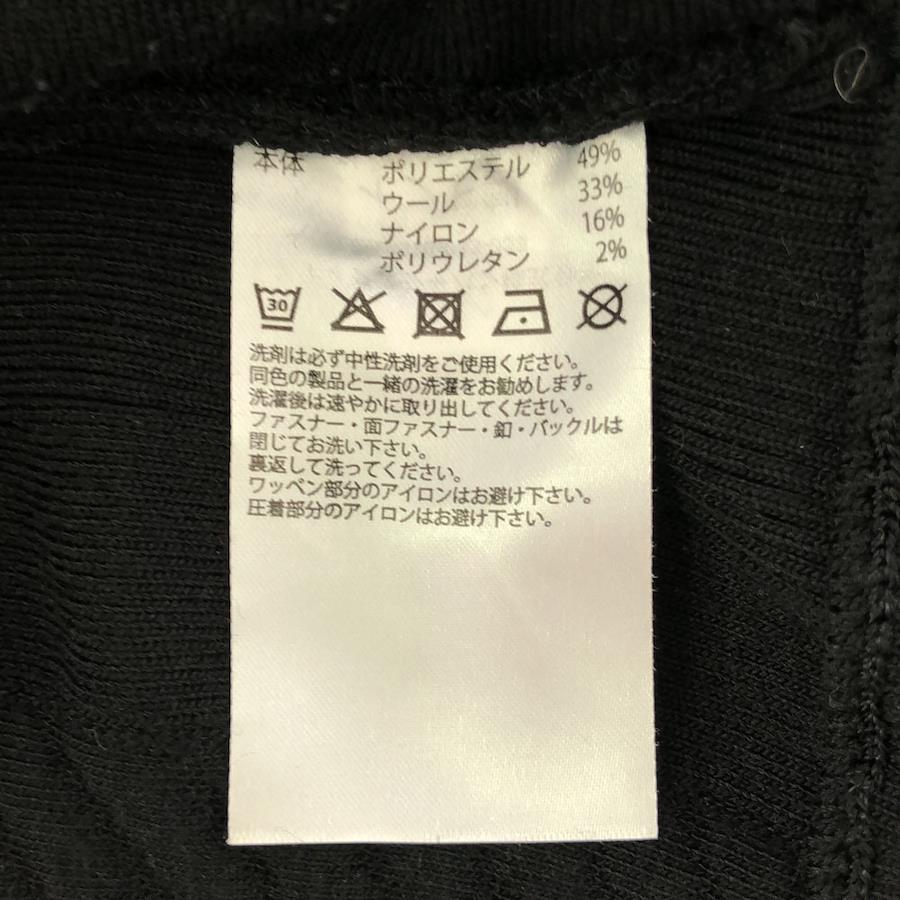 本体 ポリエステル 49%
ウール 33%
ナイロン 16%
ポリウレタン 2%
30
洗剤は必ず中性洗剤をご使用ください。
同色の製品と一緒の洗濯をお勧めします。
洗濯後は速やかに取り出してください。
ファスナー・面ファスナー・釦・バックルは
閉じてお洗い下さい。
裏返して洗ってください。
ワッペン部分のアイロンはお避け下さい。
圧着部分のアイロンはお避け下さい。